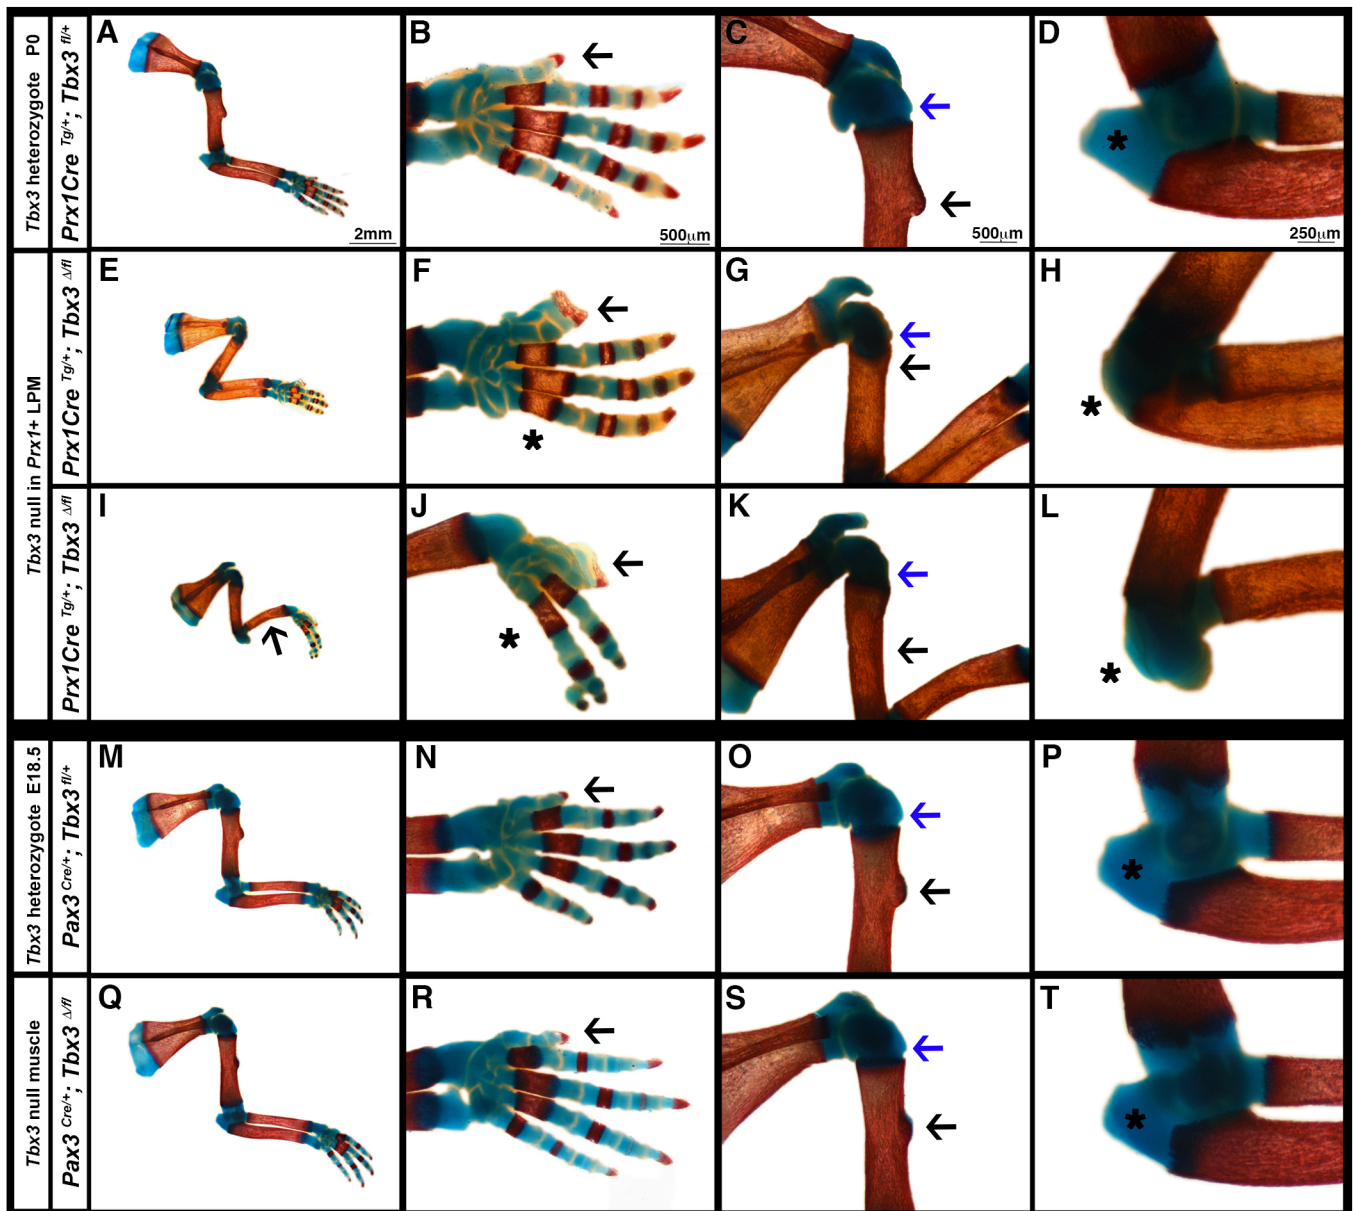 Tbx3 heterozygote P0
Prx1Cre Tg/+; Tbx3 fl/+
A
2mm
B
500µm
C
500µm
D
*
250µm
Tbx3 null in Prx1+ LPM
Prx1Cre Tg/+; Tbx3 Δ/fl
E
F
*
G
H
*
Prx1Cre Tg/+; Tbx3 Δ/fl
I
J
*
K
L
*
Tbx3 heterozygote E18.5
Pax3 Cre/+; Tbx3 fl/+
M
N
O
P
*
Tbx3 null muscle
Pax3 Cre/+; Tbx3 Δ/fl
Q
R
S
T
*